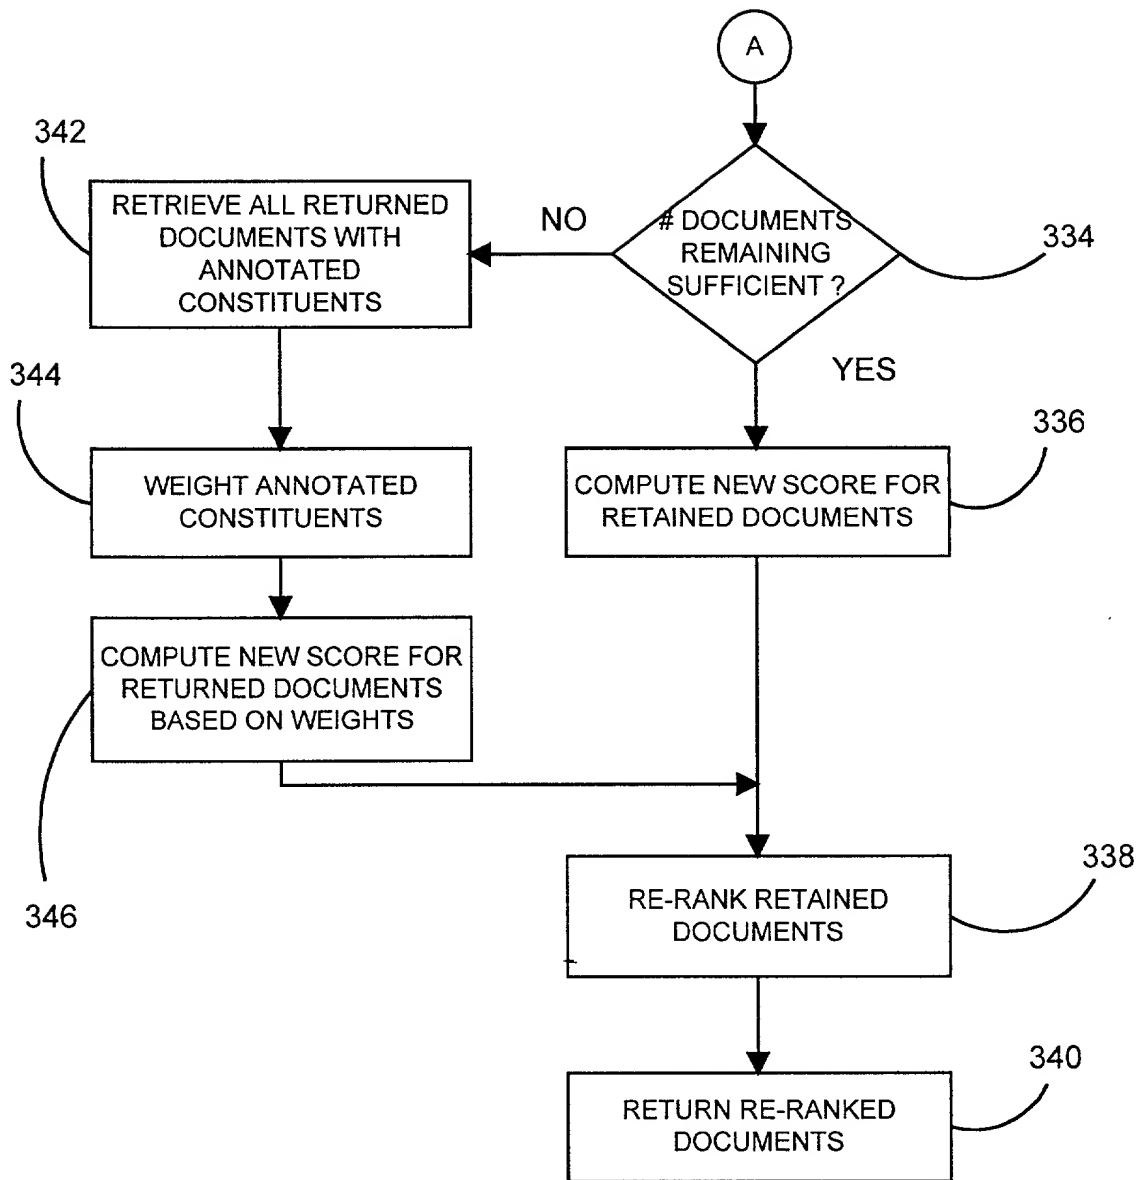 A
342
RETRIEVE ALL RETURNED
DOCUMENTS WITH
ANNOTATED
CONSTITUENTS
NO
# DOCUMENTS
REMAINING
SUFFICIENT ?
334
344
YES
336
WEIGHT ANNOTATED
CONSTITUENTS
COMPUTE NEW SCORE FOR
RETAINED DOCUMENTS
COMPUTE NEW SCORE FOR
RETURNED DOCUMENTS
BASED ON WEIGHTS
346
338
RE-RANK RETAINED
DOCUMENTS
340
RETURN RE-RANKED
DOCUMENTS